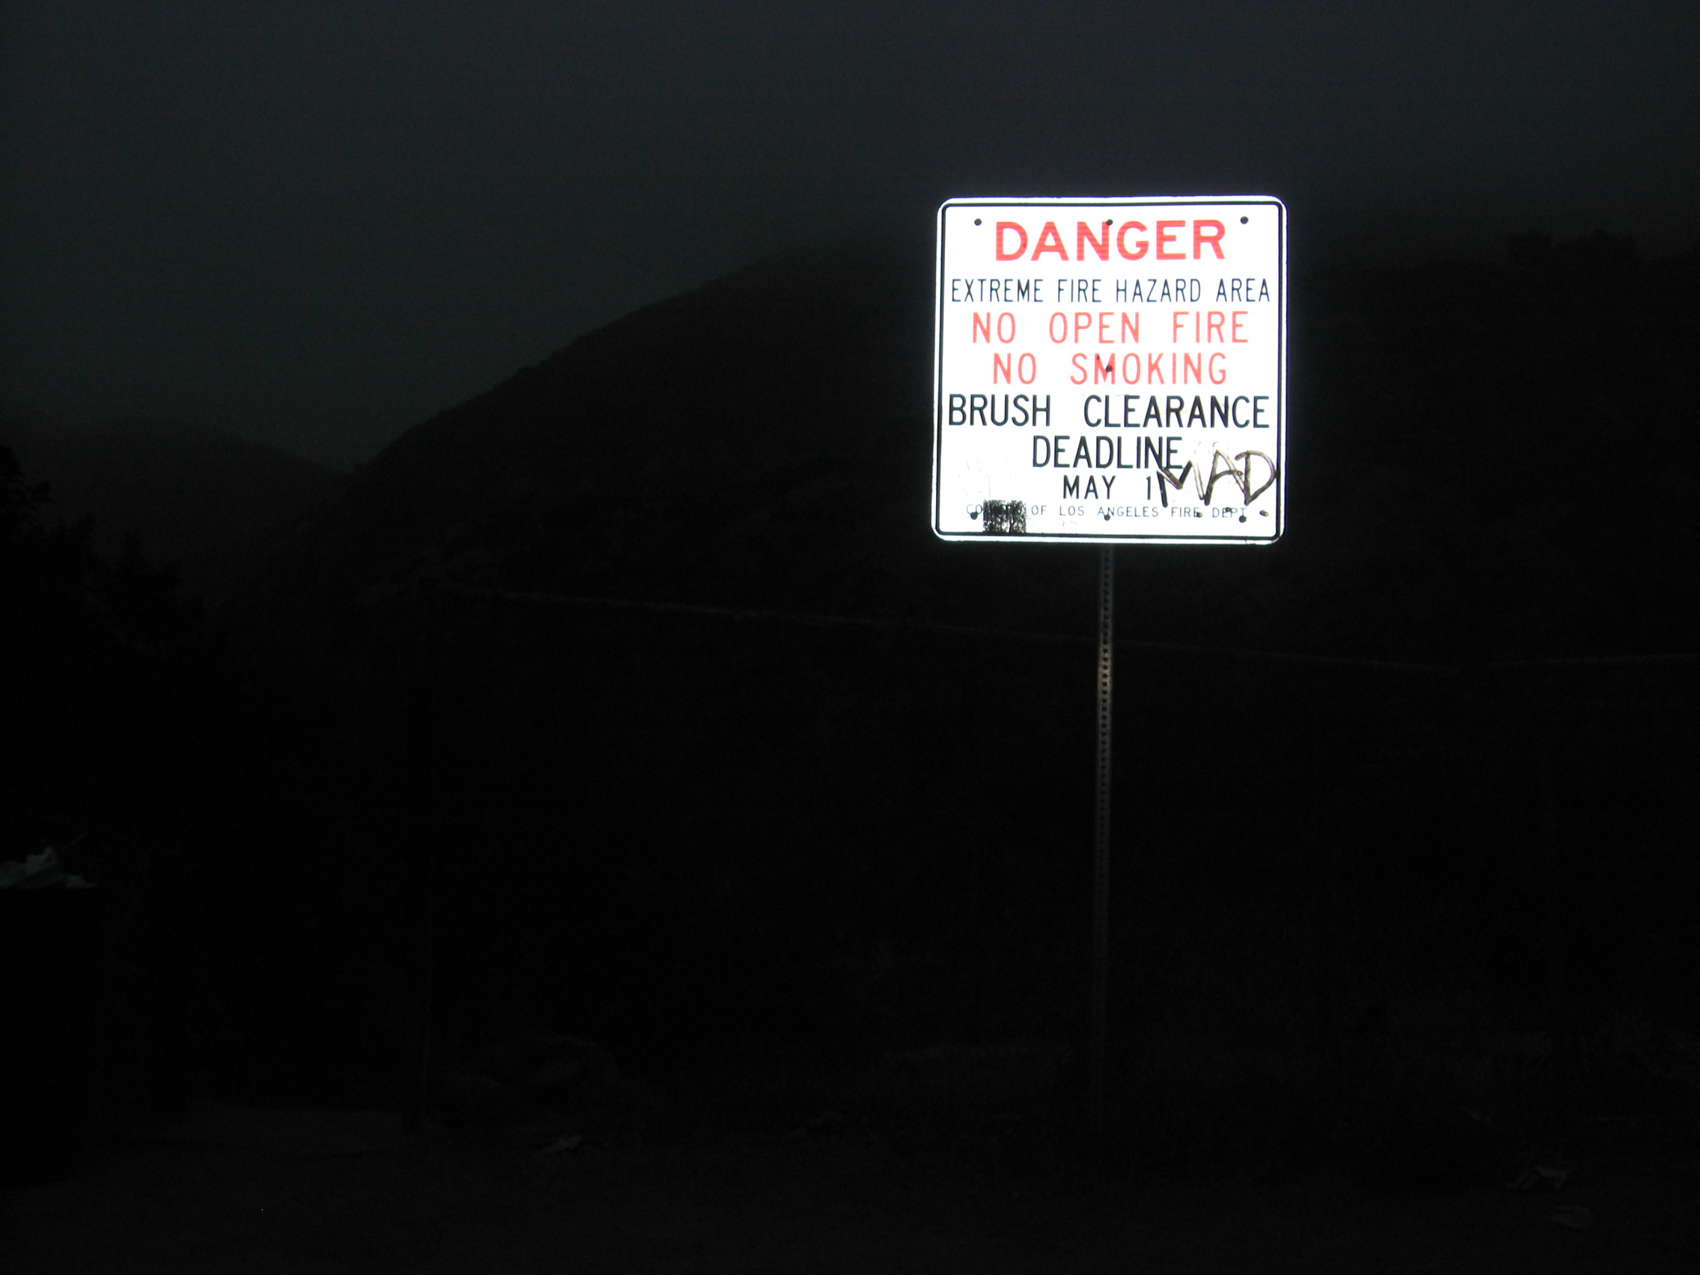 DANGER
EXTREME FIRE HAZARD AREA
NO OPEN FIRE
NO SMOKING
BRUSH CLEARANCE
DEADLINE
MAY 1 MAD
OF LOS ANGELES FIRE DEPT